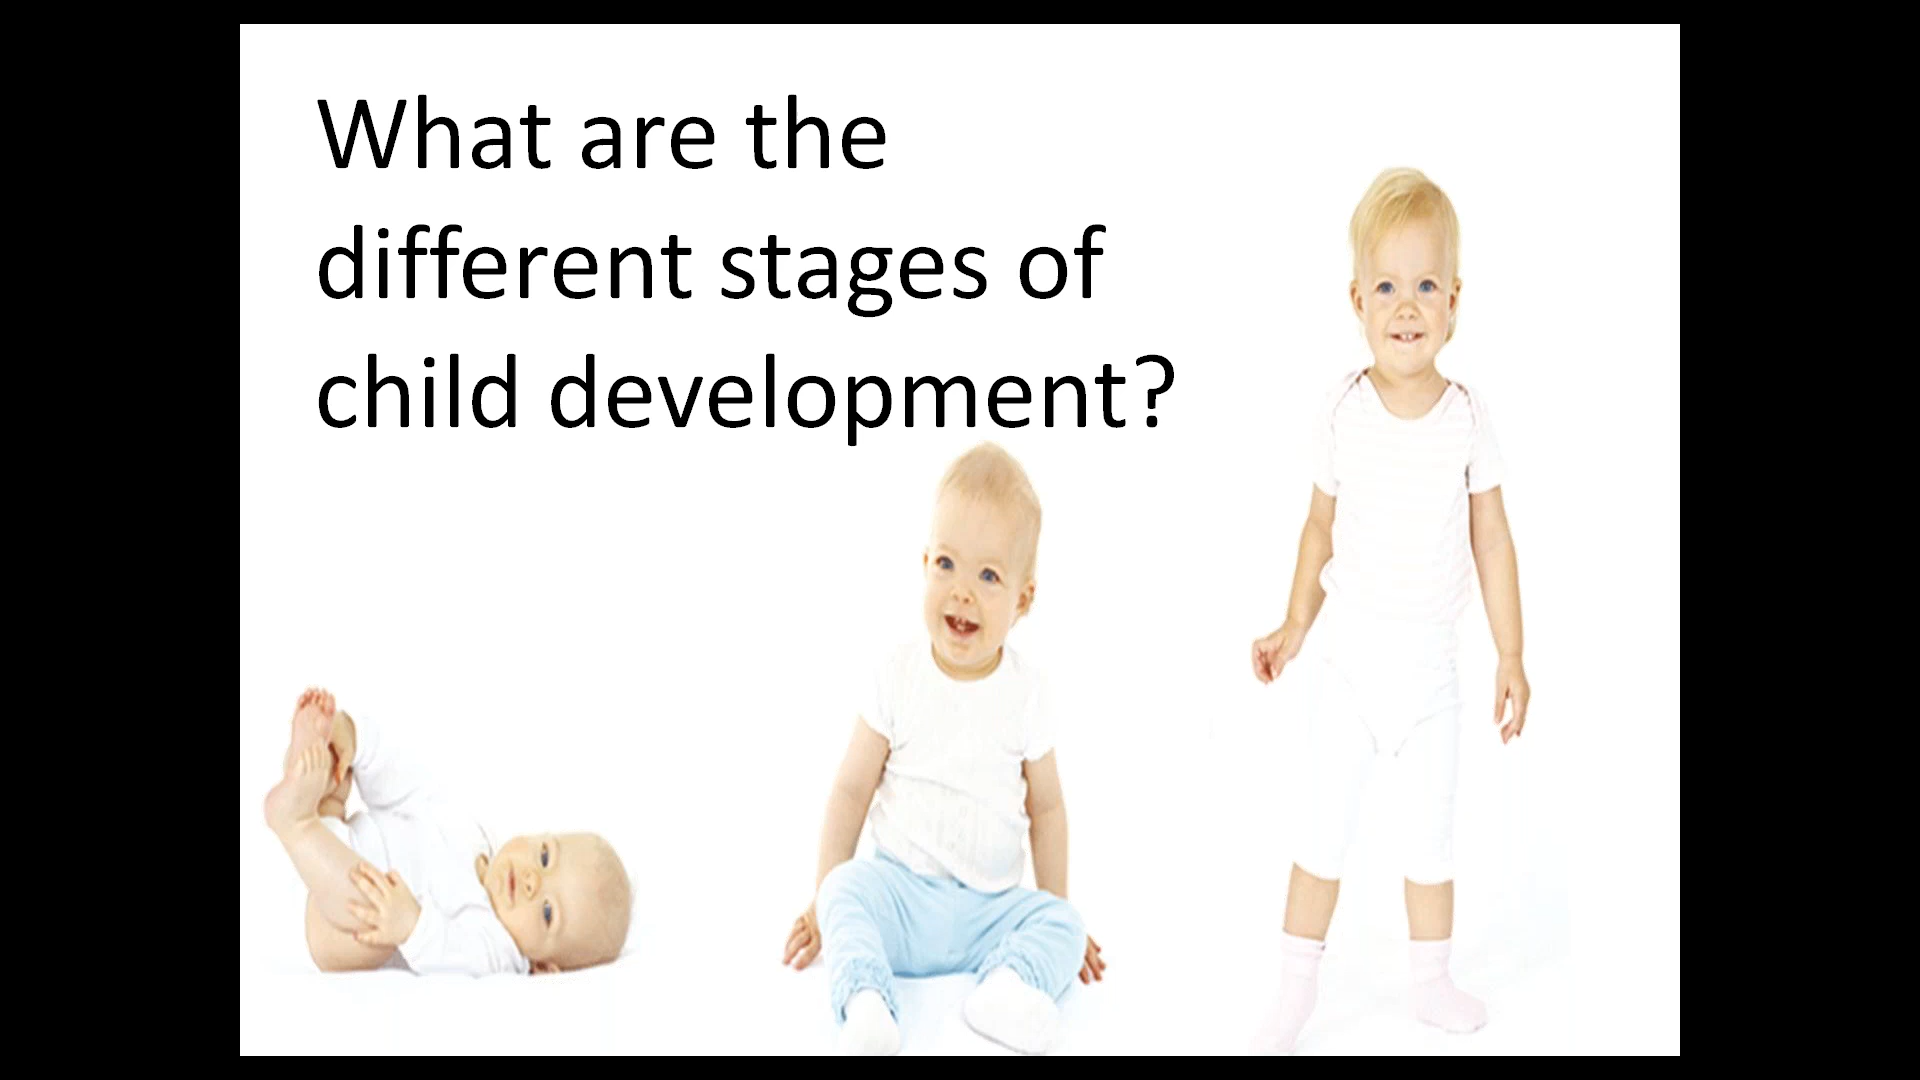 What are the
different stages of
child development?